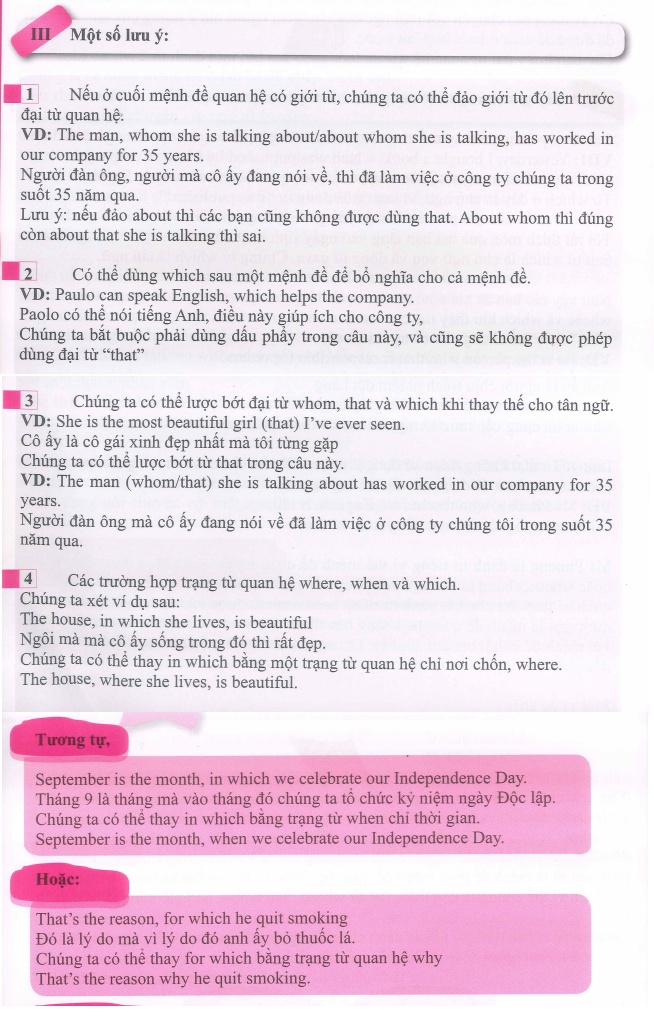 III Một số lưu ý:
1 Nếu ở cuối mệnh đề quan hệ có giới từ, chúng ta có thể đảo giới từ đó lên trước
đại từ quan hệ:
VD: The man, whom she is talking about/about whom she is talking, has worked in
our company for 35 years.
Người đàn ông, người mà cô ấy đang nói về, thì đã làm việc ở công ty chúng ta trong
suốt 35 năm qua.
Lưu ý: nếu đảo about thì các bạn cũng không được dùng that. About whom thì đúng
còn about that she is talking thì sai.
2 Có thể dùng which sau một mệnh đề để bổ nghĩa cho cả mệnh đề.
VD: Paulo can speak English, which helps the company.
Paolo có thể nói tiếng Anh, điều này giúp ích cho công ty,
Chúng ta bắt buộc phải dùng dấu phẩy trong câu này, và cũng sẽ không được phép
dùng đại từ “that”
3 Chúng ta có thể lược bớt đại từ whom, that và which khi thay thế cho tân ngữ.
VD: She is the most beautiful girl (that) I’ve ever seen.
Cô ấy là cô gái xinh đẹp nhất mà tôi từng gặp
Chúng ta có thể lược bớt từ that trong câu này.
VD: The man (whom/that) she is talking about has worked in our company for 35
years.
Người đàn ông mà cô ấy đang nói về đã làm việc ở công ty chúng tôi trong suốt 35
năm qua.
4 Các trường hợp trạng từ quan hệ where, when và which.
Chúng ta xét ví dụ sau:
The house, in which she lives, is beautiful
Ngôi mà mà cô ấy sống trong đó thì rất đẹp.
Chúng ta có thể thay in which bằng một trạng từ quan hệ chỉ nơi chốn, where.
The house, where she lives, is beautiful.
Tương tự,
September is the month, in which we celebrate our Independence Day.
Tháng 9 là tháng mà vào tháng đó chúng ta tổ chức kỷ niệm ngày Độc lập.
Chúng ta có thể thay in which bằng trạng từ when chỉ thời gian.
September is the month, when we celebrate our Independence Day.
Hoặc:
That’s the reason, for which he quit smoking
Đó là lý do mà vì lý do đó anh ấy bỏ thuốc lá.
Chúng ta có thể thay for which bằng trạng từ quan hệ why
That’s the reason why he quit smoking.